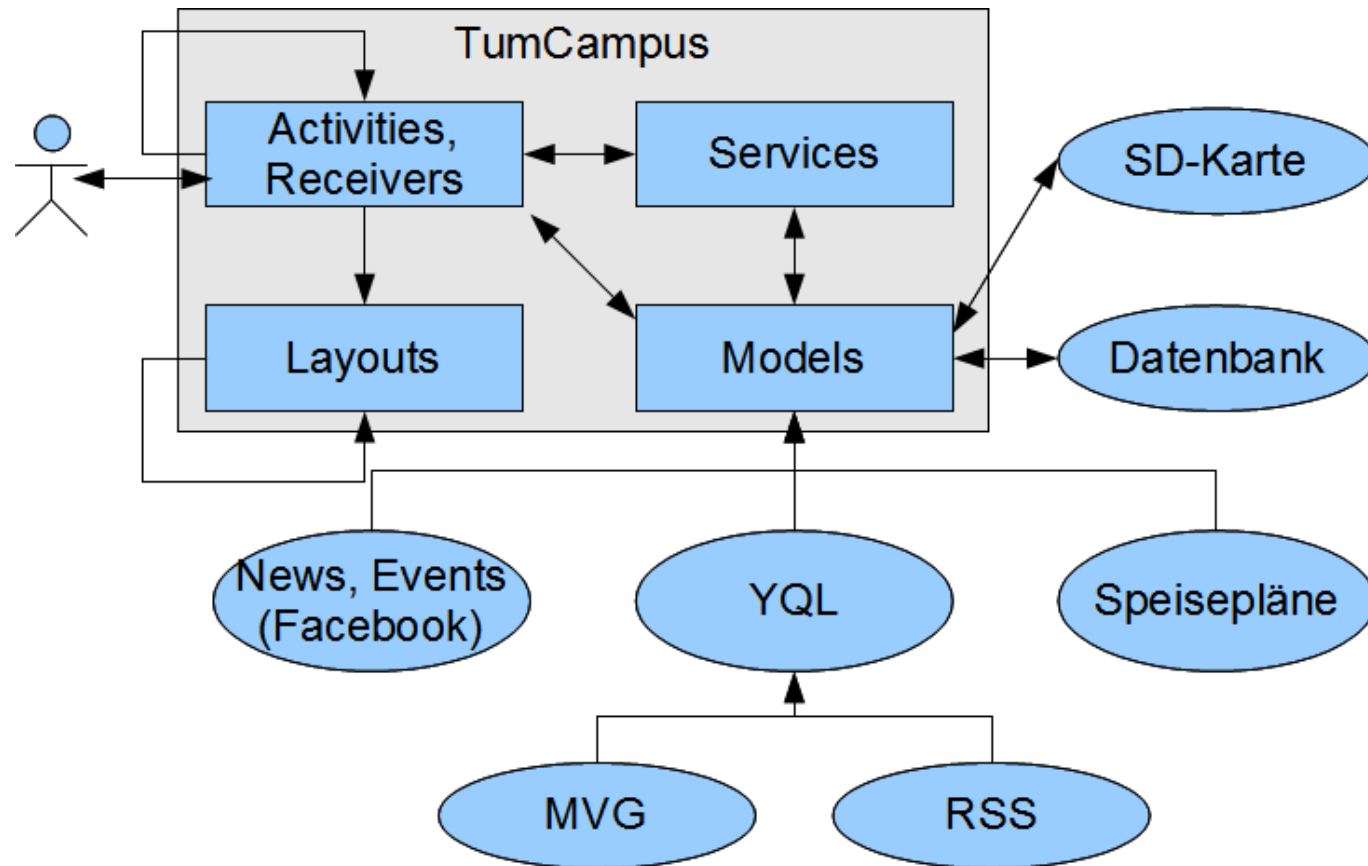 TumCampus
Activities,
Receivers
Services
SD-Karte
Layouts
Models
Datenbank
News, Events
(Facebook)
YQL
Speisepläne
MVG
RSS